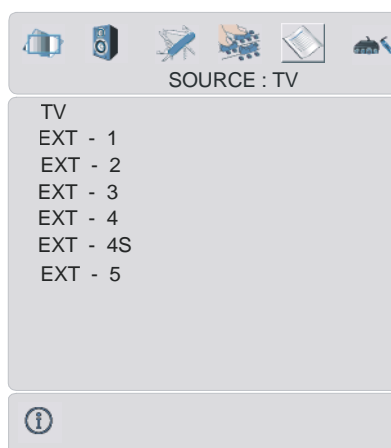 SOURCE : TV
TV
EXT - 1
EXT - 2
EXT - 3
EXT - 4
EXT - 4S
EXT - 5